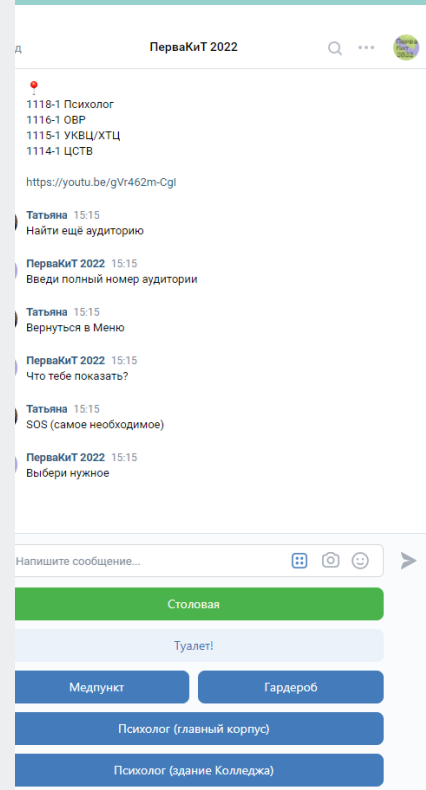 д
ПерваКиТ 2022
Перва
КиТ
2022
1118-1 Психолог
1116-1 ОВР
1115-1 УКВЦ/ХТЦ
1114-1 ЦСТВ
https://youtu.be/gVr462m-CgI
Татьяна 15:15
Найти ещё аудиторию
ПерваКиТ 2022 15:15
Введи полный номер аудитории
Татьяна 15:15
Вернуться в Меню
ПерваКиТ 2022 15:15
Что тебе показать?
Татьяна 15:15
SOS (самое необходимое)
ПерваКиТ 2022 15:15
Выбери нужное
Напишите сообщение...
Столовая
Туалет!
Медпункт
Гардероб
Психолог (главный корпус)
Психолог (здание Колледжа)